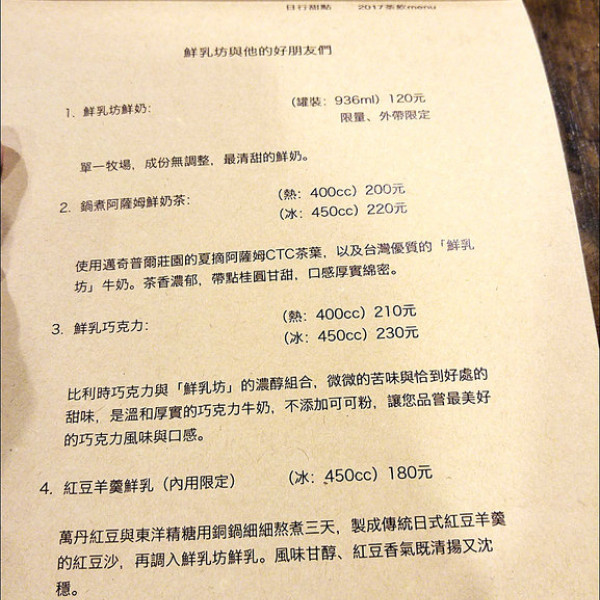 日行甜點 2017茶飲menu
鮮乳坊與他的好朋友們
1. 鮮乳坊鮮奶: (罐裝: 936ml) 120元
限量、外帶限定
單一牧場，成份無調整，最清甜的鮮奶。
2. 鍋煮阿薩姆鮮奶茶: (熱: 400cc) 200元
(冰: 450cc) 220元
使用邁奇普爾莊園的夏摘阿薩姆CTC茶葉，以及台灣優質的「鮮乳
坊」牛奶。茶香濃郁，帶點桂圓甘甜，口感厚實綿密。
3. 鮮乳巧克力: (熱: 400cc) 210元
(冰: 450cc) 230元
比利時巧克力與「鮮乳坊」的濃醇組合，微微的苦味與恰到好處的
甜味，是溫和厚實的巧克力牛奶，不添加可可粉，讓您品嘗最美好
的巧克力風味與口感。
4. 紅豆羊羹鮮乳（內用限定） (冰: 450cc) 180元
萬丹紅豆與東洋精糖用銅鍋細細熬煮三天，製成傳統日式紅豆羊羹
的紅豆沙，再調入鮮乳坊鮮乳。風味甘醇、紅豆香氣既清揚又沈
穩。